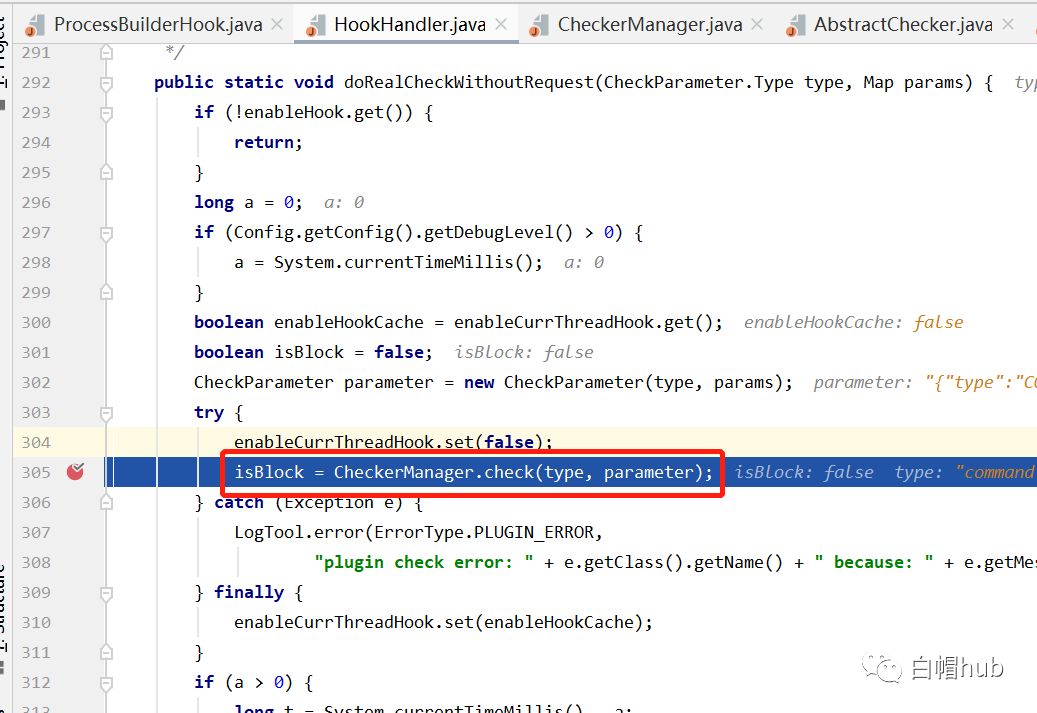 ProcessBuilderHook.java HookHandler.java CheckerManager.java AbstractChecker.java
291 */
292 public static void doRealCheckWithoutRequest(CheckParameter.Type type, Map params) { typ
293 if (!enableHook.get()) {
294 return;
295 }
296 long a = 0; a: 0
297 if (Config.getConfig().getDebugLevel() > 0) {
298 a = System.currentTimeMillis(); a: 0
299 }
300 boolean enableHookCache = enableCurrThreadHook.get(); enableHookCache: false
301 boolean isBlock = false; isBlock: false
302 CheckParameter parameter = new CheckParameter(type, params); parameter: "{"type":"CO
303 try {
304 enableCurrThreadHook.set(false);
305 isBlock = CheckerManager.check(type, parameter); isBlock: false type: "command
306 } catch (Exception e) {
307 LogTool.error(ErrorType.PLUGIN_ERROR,
308 "plugin check error: " + e.getClass().getName() + " because: " + e.getMes
309 } finally {
310 enableCurrThreadHook.set(enableHookCache);
311 }
312 if (a > 0) {
313 long t = System.currentTimeMillis() - a;
白帽hub